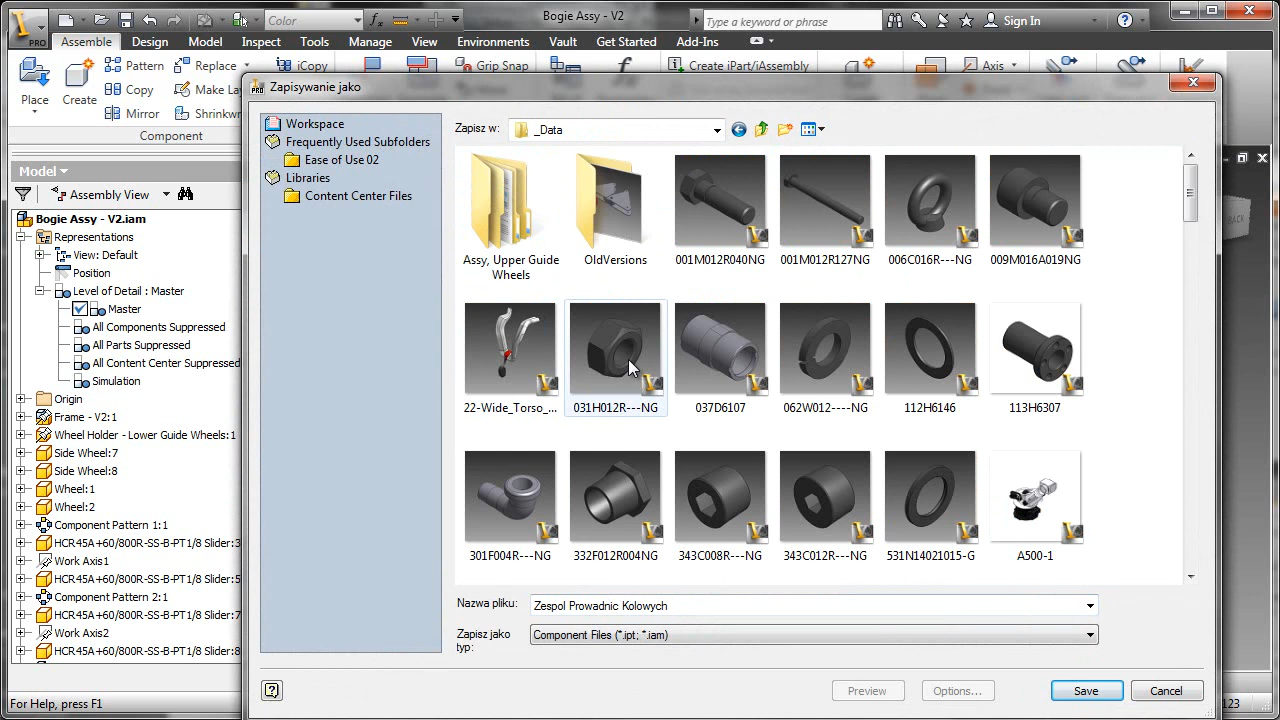 Color
Bogie Assy - V2
Type a keyword or phrase
Sign In
PRO
Assemble
Design
Model
Inspect
Tools
Manage
View
Environments
Vault
Get Started
Add-Ins
Place
Create
Pattern
Copy
Mirror
Replace
Make La
Shrinkwr
iCopy
Move
Grip Snap
Create iPart/iAssembly
Axis
Component
Model
Assembly View
Bogie Assy - V2.iam
Representations
View: Default
Position
Level of Detail : Master
Master
All Components Suppressed
All Parts Suppressed
All Content Center Suppressed
Simulation
Origin
Frame - V2:1
Wheel Holder - Lower Guide Wheels:1
Side Wheel:7
Side Wheel:8
Wheel:1
Wheel:2
Component Pattern 1:1
HCR45A+60/800R-SS-B-PT1/8 Slider:3
Work Axis1
HCR45A+60/800R-SS-B-PT1/8 Slider:5
Component Pattern 2:1
HCR45A+60/800R-SS-B-PT1/8 Slider:7
Work Axis2
HCR45A+60/800R-SS-B-PT1/8 Slider:8
For Help, press F1
PRO
Zapisywanie jako
Workspace
Frequently Used Subfolders
Ease of Use 02
Libraries
Content Center Files
Zapisz w:
_Data
Assy, Upper Guide
Wheels
OldVersions
001M012R040NG
001M012R127NG
006C016R---NG
009M016A019NG
22-Wide_Torso_...
031H012R---NG
037D6107
062W012----NG
112H6146
113H6307
301F004R---NG
332F012R004NG
343C008R---NG
343C012R---NG
531N14021015-G
A500-1
Nazwa pliku:
Zespol Prowadnic Kolowych
Zapisz jako
typ:
Component Files (*.ipt; *.iam)
Preview
Options...
Save
Cancel
BACK
123